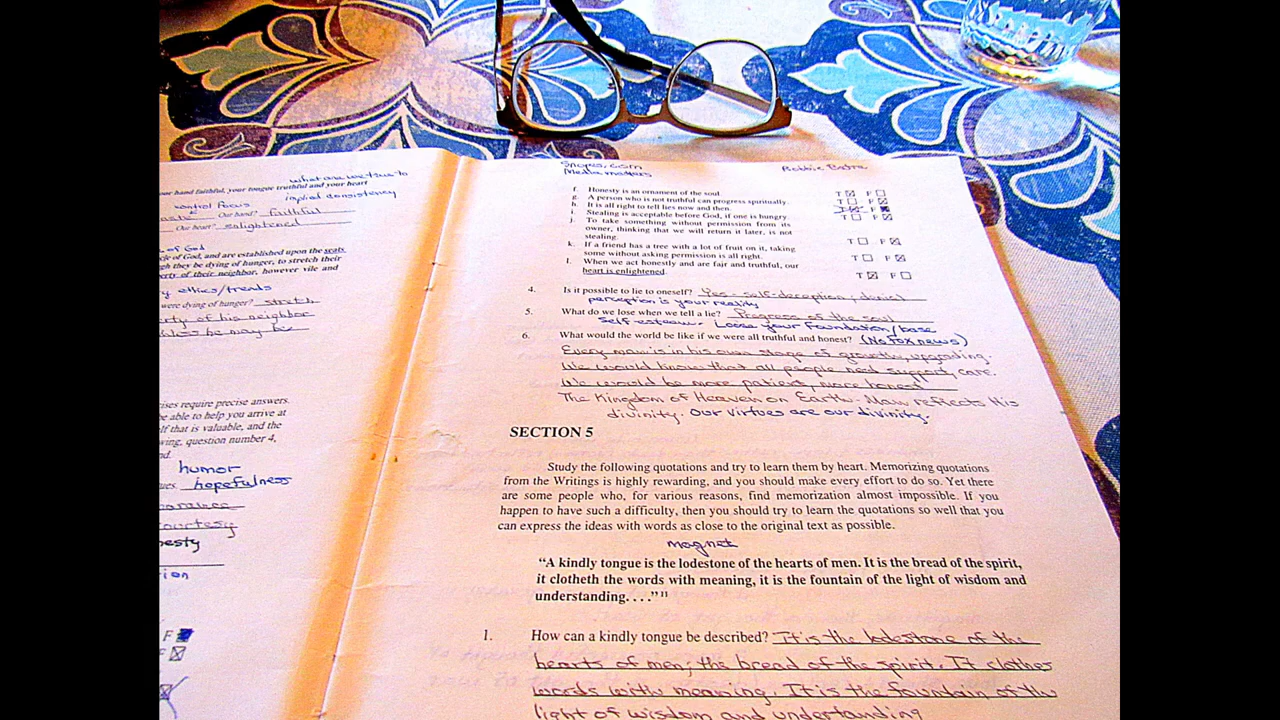 what are we true to
our hand faithful, your tongue truthful and your heart
implied consistency
control Focus
Our hand? faithful
Our heart? enlightened
of God
of God, and are established upon the seats
they be dying of hunger, to stretch their
of their neighbor, however vile and
ethics/trends
were dying of hunger? stretch
of his neighbor
he may be
require precise answers.
be able to help you arrive at
that is valuable, and the
question number 4,
humor
hopefulness
F
F
Snopes.com
Media matters
f. Honesty is an ornament of the soul. T ☒ F ☐
g. A person who is not truthful can progress spiritually. T ☐ F ☒
h. It is all right to tell lies now and then.
i. Stealing is acceptable before God, if one is hungry. T ☐ F ☒
j. To take something without permission from its
owner, thinking that we will return it later, is not
stealing. T ☐ F ☒
k. If a friend has a tree with a lot of fruit on it, taking
some without asking permission is all right. T ☐ F ☒
l. When we act honestly and are fair and truthful, our
heart is enlightened. T ☒ F ☐
4. Is it possible to lie to oneself? Yes - self-deception; denial
perception is your reality
5. What do we lose when we tell a lie? Progress of the soul
self-esteem. Loose your foundation/base
6. What would the world be like if we were all truthful and honest? (No Fox news)
Every man is in his own stage of growth, upgrading.
We would know that all people need support, care.
We would be more patient, more honest
The Kingdom of Heaven on Earth. Man reflects His
divinity. Our virtues are our divinity.
SECTION 5
Study the following quotations and try to learn them by heart. Memorizing quotations
from the Writings is highly rewarding, and you should make every effort to do so. Yet there
are some people who, for various reasons, find memorization almost impossible. If you
happen to have such a difficulty, then you should try to learn the quotations so well that you
can express the ideas with words as close to the original text as possible.
magnet
“A kindly tongue is the lodestone of the hearts of men. It is the bread of the spirit,
it clotheth the words with meaning, it is the fountain of the light of wisdom and
understanding. . . .” 11
1. How can a kindly tongue be described? It is the lodestone of the
hearts of men; the bread of the spirit. It clothes
words with meaning. It is the fountain of the
light of wisdom and understanding